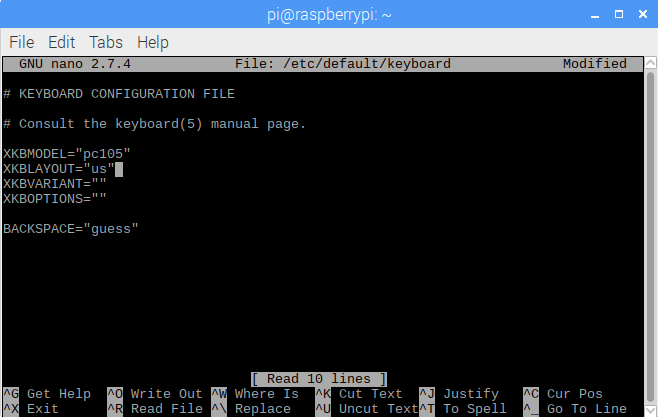 pi@raspberrypi: ~
File Edit Tabs Help
GNU nano 2.7.4 File: /etc/default/keyboard Modified
# KEYBOARD CONFIGURATION FILE
# Consult the keyboard(5) manual page.
XKBMODEL="pc105"
XKBLAYOUT="us"
XKBVARIANT=""
XKBOPTIONS=""
BACKSPACE="guess"
[ Read 10 lines ]
^G Get Help ^O Write Out ^W Where Is ^K Cut Text ^J Justify ^C Cur Pos
^X Exit ^R Read File ^\ Replace ^U Uncut Text ^T To Spell ^_ Go To Line